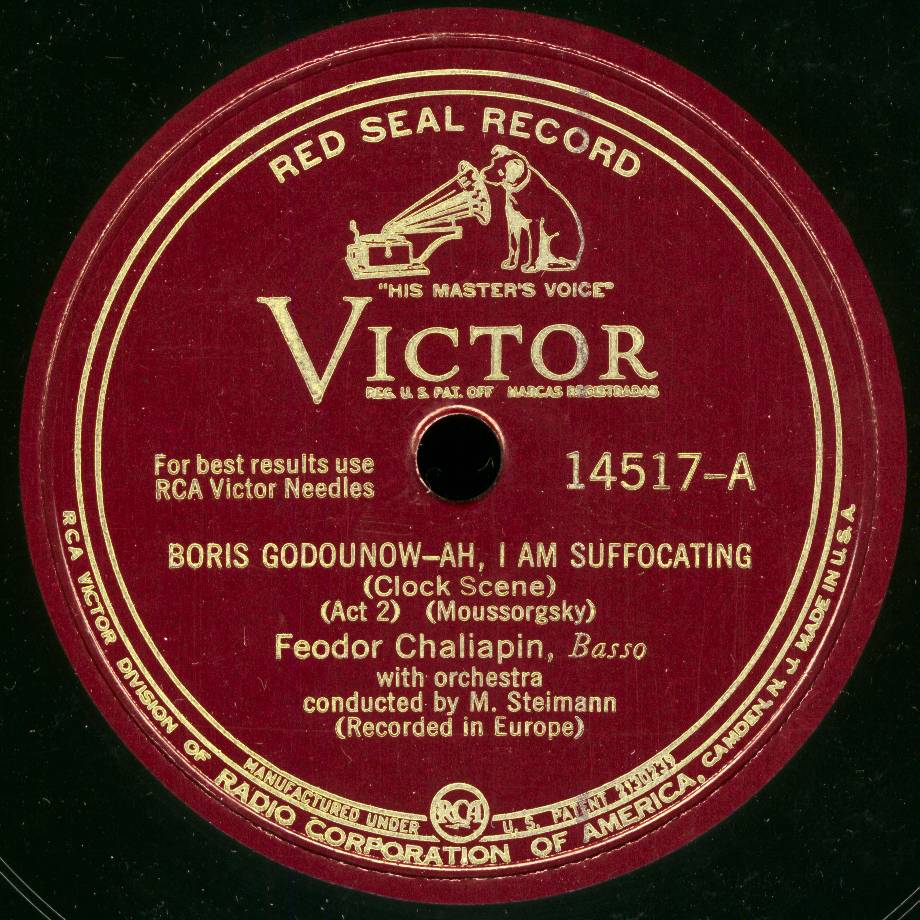 RED SEAL RECORD
"HIS MASTER'S VOICE"
VICTOR
REG. U. S. PAT. OFF MARCAS REGISTRADAS
For best results use
RCA Victor Needles
14517-A
BORIS GODOUNOW—AH, I AM SUFFOCATING
(Clock Scene)
(Act 2) (Moussorgsky)
Feodor Chaliapin, Basso
with orchestra
conducted by M. Steimann
(Recorded in Europe)
MANUFACTURED UNDER RCA U. S. PATENT 2130239
RCA VICTOR DIVISION OF RADIO CORPORATION OF AMERICA, CAMDEN, N. J. MADE IN U.S.A.